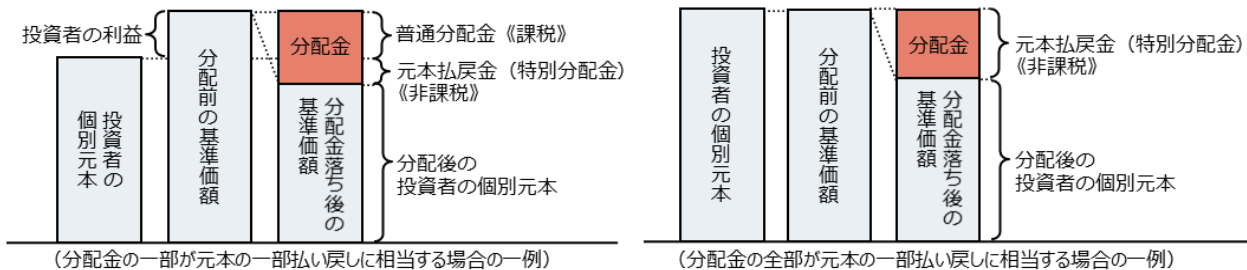 投資者の利益
投資者の
個別元本
分配前の基準価額
分配金
分配金落ち後の
基準価額
普通分配金《課税》
元本払戻金（特別分配金）
《非課税》
分配後の
投資者の個別元本
（分配金の一部が元本の一部払い戻しに相当する場合の一例）
投資者の個別元本
分配前の基準価額
分配金
分配金落ち後の
基準価額
元本払戻金（特別分配金）
《非課税》
分配後の
投資者の個別元本
（分配金の全部が元本の一部払い戻しに相当する場合の一例）